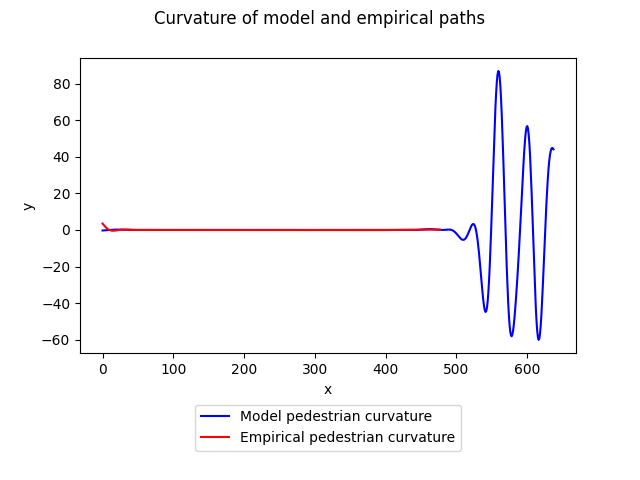 Curvature of model and empirical paths
80
60
40
20
0
−20
−40
−60
y
0 100 200 300 400 500 600
x
Model pedestrian curvature
Empirical pedestrian curvature